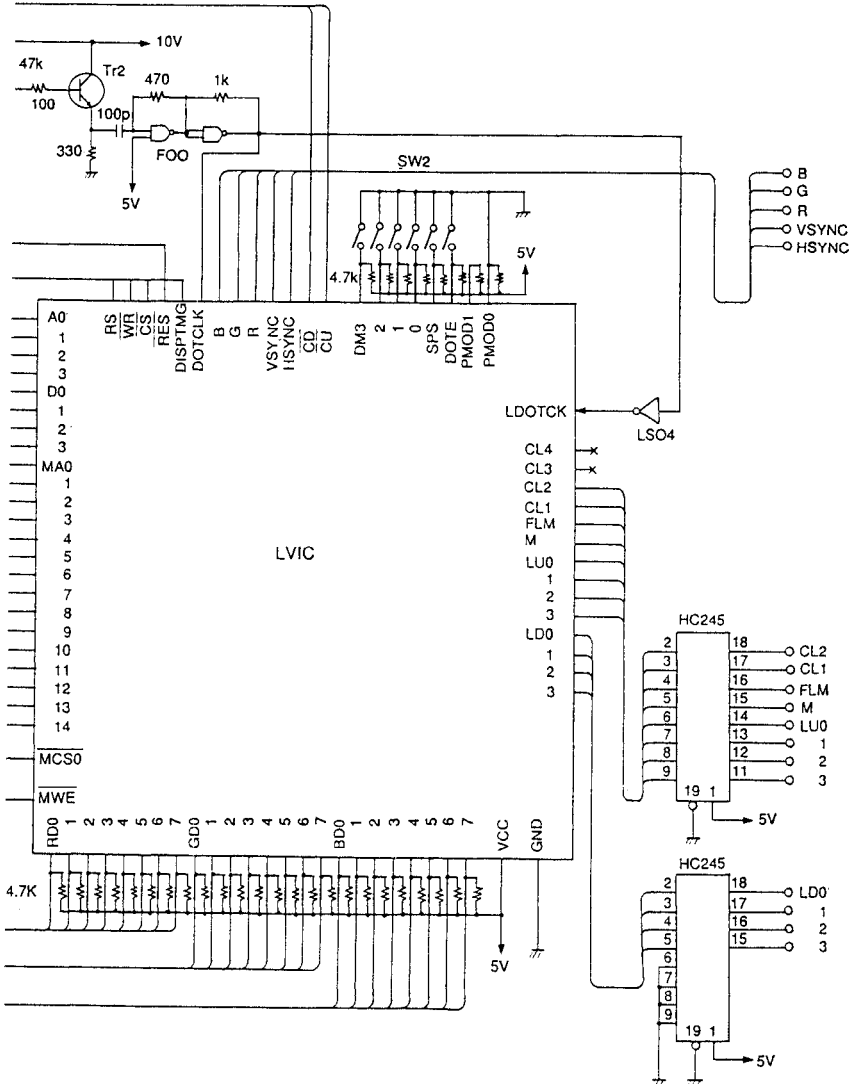 10V
47k
Tr2
470
1k
100
100p
330
FOO
5V
SW2
B
G
R
VSYNC
HSYNC
4.7k
5V
A0
1
2
3
D0
1
2
3
MA0
1
2
3
4
5
6
7
8
9
10
11
12
13
14
MCS0
MWE
RS
WR
CS
RES
DISPTMG
DOTCLK
B
G
R
VSYNC
HSYNC
CD
CU
DM3
2
1
0
SPS
DOTE
PMOD1
PMOD0
LVIC
LDOTCK
LSO4
CL4
CL3
CL2
CL1
FLM
M
LU0
1
2
3
LD0
1
2
3
RD0
1
2
3
4
5
6
7
GD0
1
2
3
4
5
6
7
BD0
1
2
3
4
5
6
7
VCC
GND
4.7K
5V
HC245
2 18 CL2
3 17 CL1
4 16 FLM
5 15 M
6 14 LU0
7 13 1
8 12 2
9 11 3
19 1
5V
HC245
2 18 LD0
3 17 1
4 16 2
5 15 3
6
7
8
9
19 1
5V